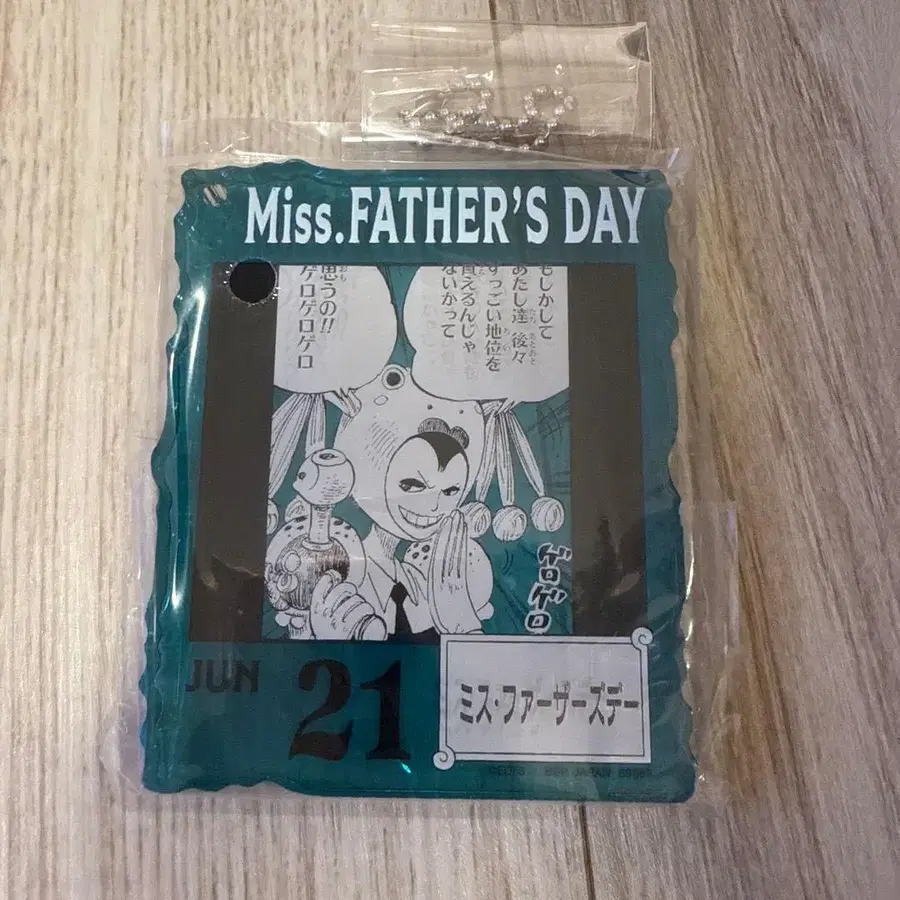 Miss.FATHER'S DAY
もしかして
あたし達 後々
すっごい地位を
貰えるんじゃ
ないかって
思うの!!
ゲロゲロゲロ
ゲロゲロ
JUN 21
ミス・ファーザーズデー